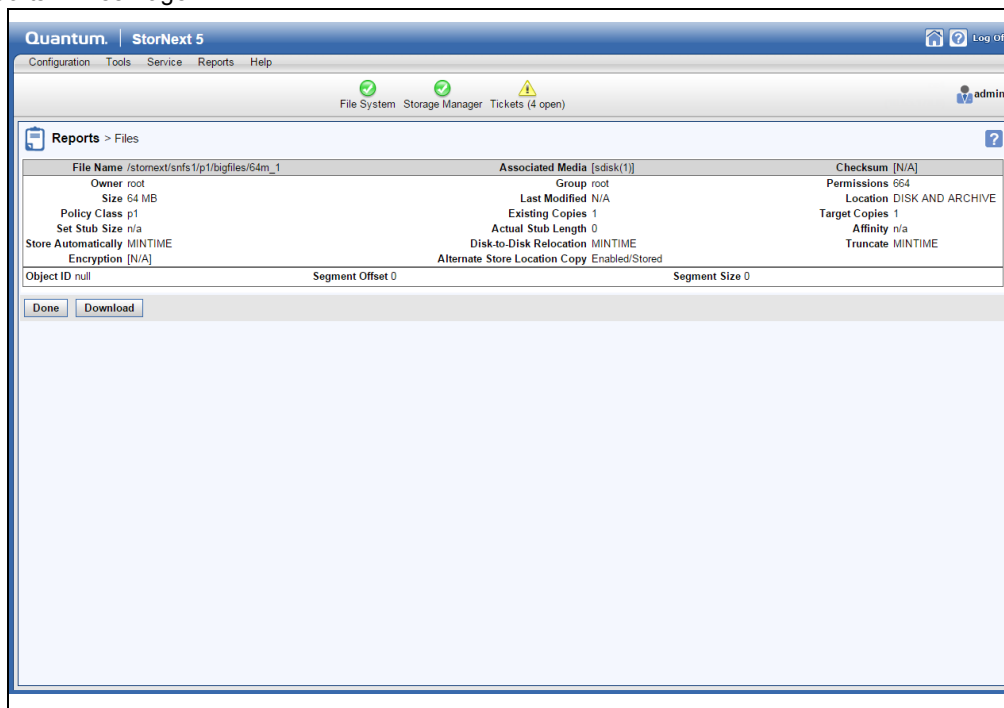 Quantum. | StorNext 5
Log Of
Configuration Tools Service Reports Help
File System Storage Manager Tickets (4 open)
admin
Reports > Files
File Name /stornext/snfs1/p1/bigfiles/64m_1 Associated Media [sdisk(1)] Checksum [N/A]
Owner root Group root Permissions 664
Size 64 MB Last Modified N/A Location DISK AND ARCHIVE
Policy Class p1 Existing Copies 1 Target Copies 1
Set Stub Size n/a Actual Stub Length 0 Affinity n/a
Store Automatically MINTIME Disk-to-Disk Relocation MINTIME Truncate MINTIME
Encryption [N/A] Alternate Store Location Copy Enabled/Stored
Object ID null Segment Offset 0 Segment Size 0
Done Download